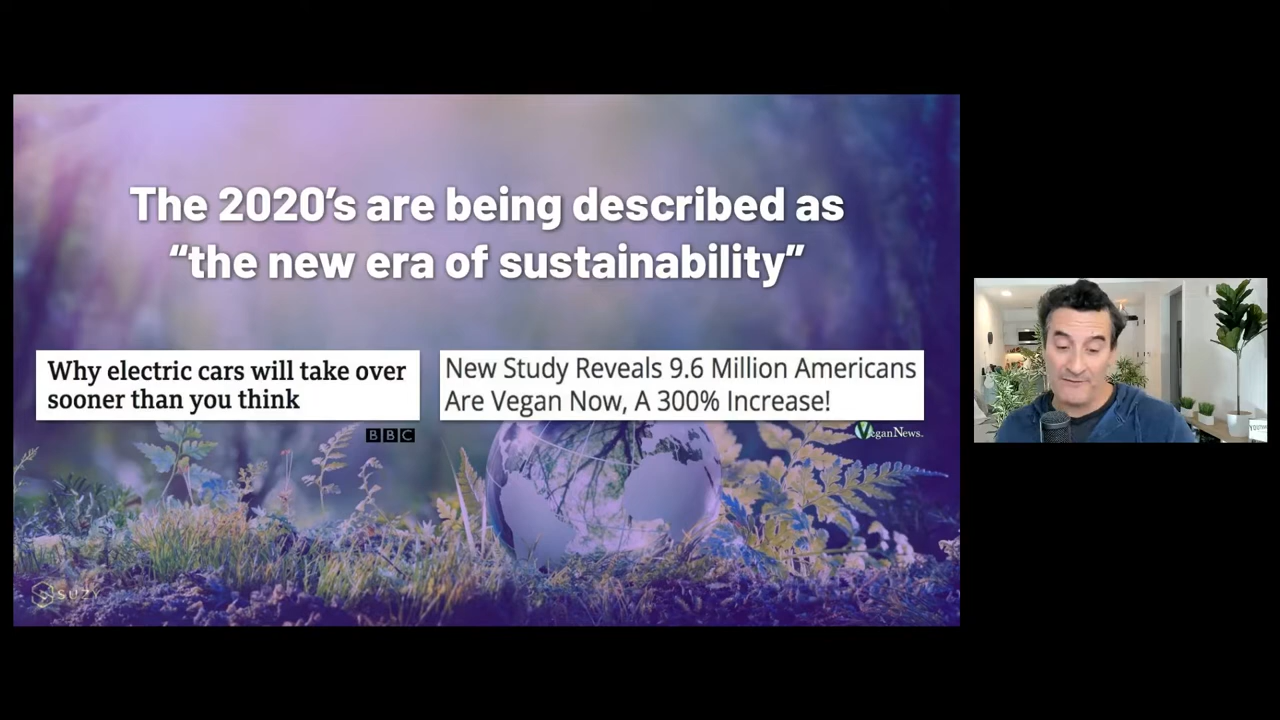 The 2020's are being described as
“the new era of sustainability”
Why electric cars will take over
sooner than you think
BBC
New Study Reveals 9.6 Million Americans
Are Vegan Now, A 300% Increase!
VeganNews.
SUZY